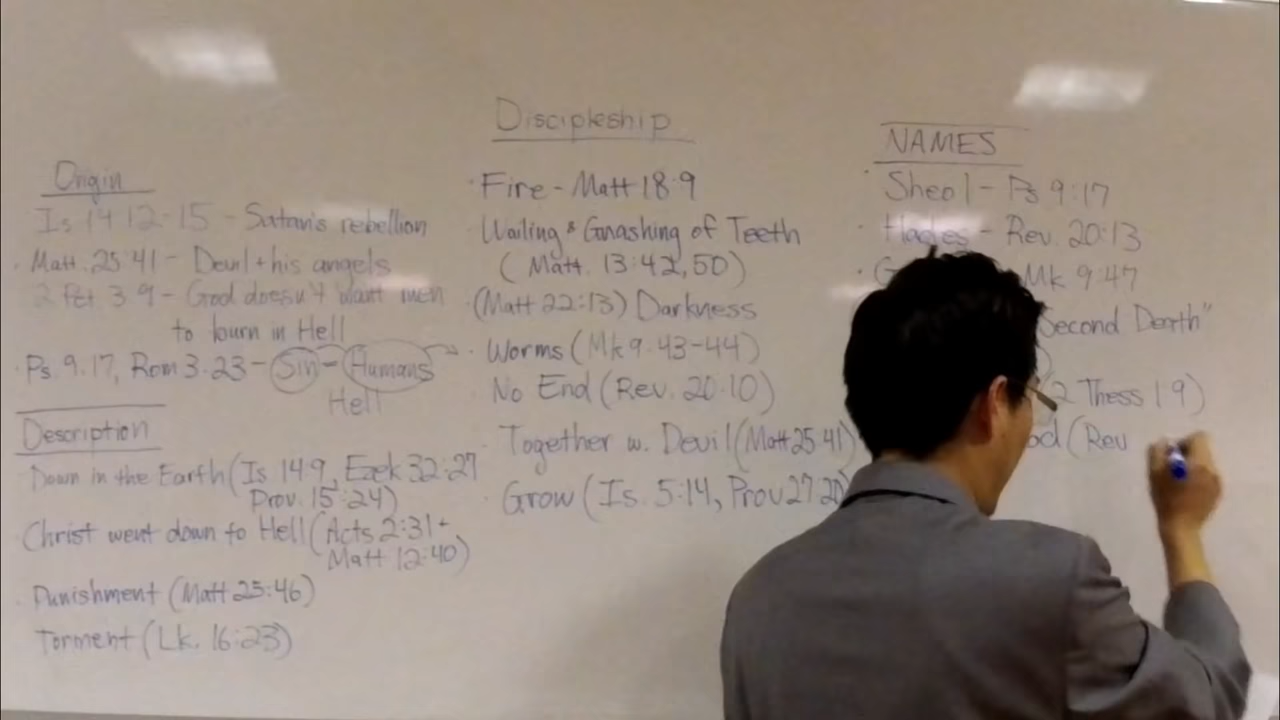 Origin
Is 14 12-15 - Satan's rebellion
· Matt. 25:41 - Devil + his angels
2 Pet 3 9 - God doesn't want men
to burn in Hell
· Ps. 9.17, Rom 3.23 - Sin - Humans
Hell
Description
Down in the Earth (Is 14:9, Ezek 32:27
Prov. 15:24)
Christ went down to Hell (Acts 2:31 +
Matt 12:40)
· Punishment (Matt 25:46)
Torment (Lk. 16:23)
Discipleship
· Fire - Matt 18:9
Wailing & Gnashing of Teeth
(Matt. 13:42, 50)
· (Matt 22:13) Darkness
· Worms (Mk 9.43-44)
No End (Rev. 20:10)
· Together w. Devil (Matt 25:41)
· Grow (Is. 5:14, Prov 27:20
NAMES
· Sheol - Ps 9:17
· Hades - Rev. 20:13
· G Mk 9:47
Second Death"
)
(2 Thess 1 9)
od (Rev